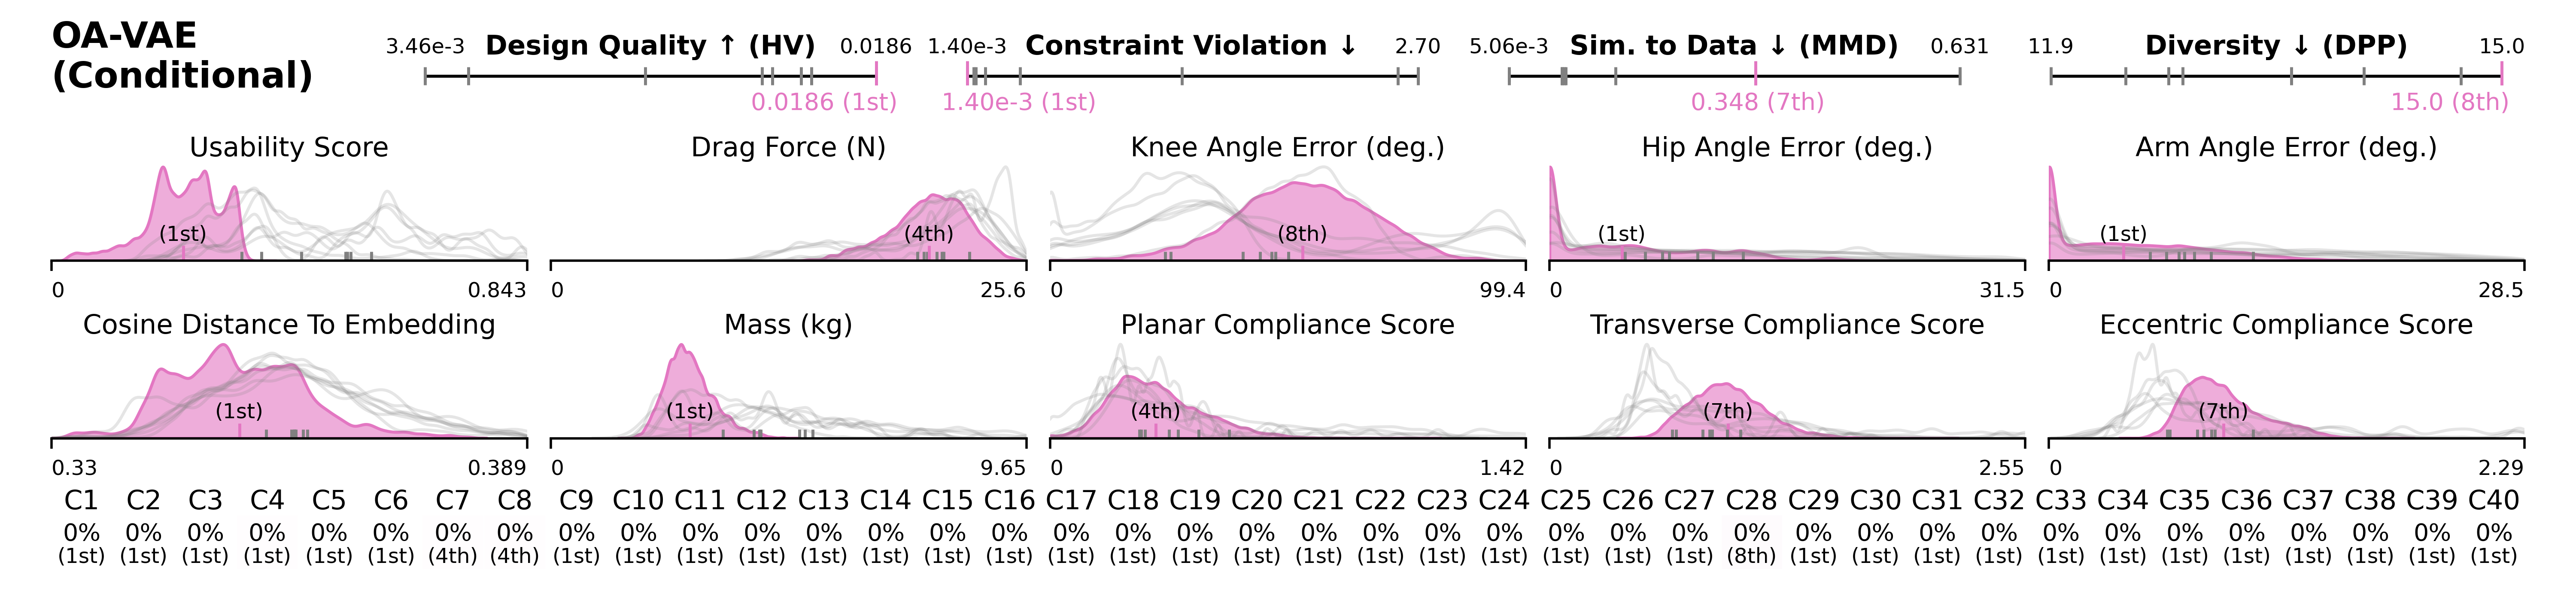 OA-VAE
(Conditional)
3.46e-3 Design Quality ↑ (HV) 0.0186
0.0186 (1st)
1.40e-3 Constraint Violation ↓ 2.70
1.40e-3 (1st)
5.06e-3 Sim. to Data ↓ (MMD) 0.631
0.348 (7th)
11.9 Diversity ↓ (DPP) 15.0
15.0 (8th)
Usability Score
(1st)
0 0.843
Drag Force (N)
(4th)
0 25.6
Knee Angle Error (deg.)
(8th)
0 99.4
Hip Angle Error (deg.)
(1st)
0 31.5
Arm Angle Error (deg.)
(1st)
0 28.5
Cosine Distance To Embedding
(1st)
0.33 0.389
Mass (kg)
(1st)
0 9.65
Planar Compliance Score
(4th)
0 1.42
Transverse Compliance Score
(7th)
0 2.55
Eccentric Compliance Score
(7th)
0 2.29
C1 C2 C3 C4 C5 C6 C7 C8 C9 C10 C11 C12 C13 C14 C15 C16 C17 C18 C19 C20 C21 C22 C23 C24 C25 C26 C27 C28 C29 C30 C31 C32 C33 C34 C35 C36 C37 C38 C39 C40
0% 0% 0% 0% 0% 0% 0% 0% 0% 0% 0% 0% 0% 0% 0% 0% 0% 0% 0% 0% 0% 0% 0% 0% 0% 0% 0% 0% 0% 0% 0% 0% 0% 0% 0% 0% 0% 0% 0% 0%
(1st) (1st) (1st) (1st) (1st) (1st) (4th) (4th) (1st) (1st) (1st) (1st) (1st) (1st) (1st) (1st) (1st) (1st) (1st) (1st) (1st) (1st) (1st) (1st) (1st) (1st) (1st) (8th) (1st) (1st) (1st) (1st) (1st) (1st) (1st) (1st) (1st) (1st) (1st) (1st)